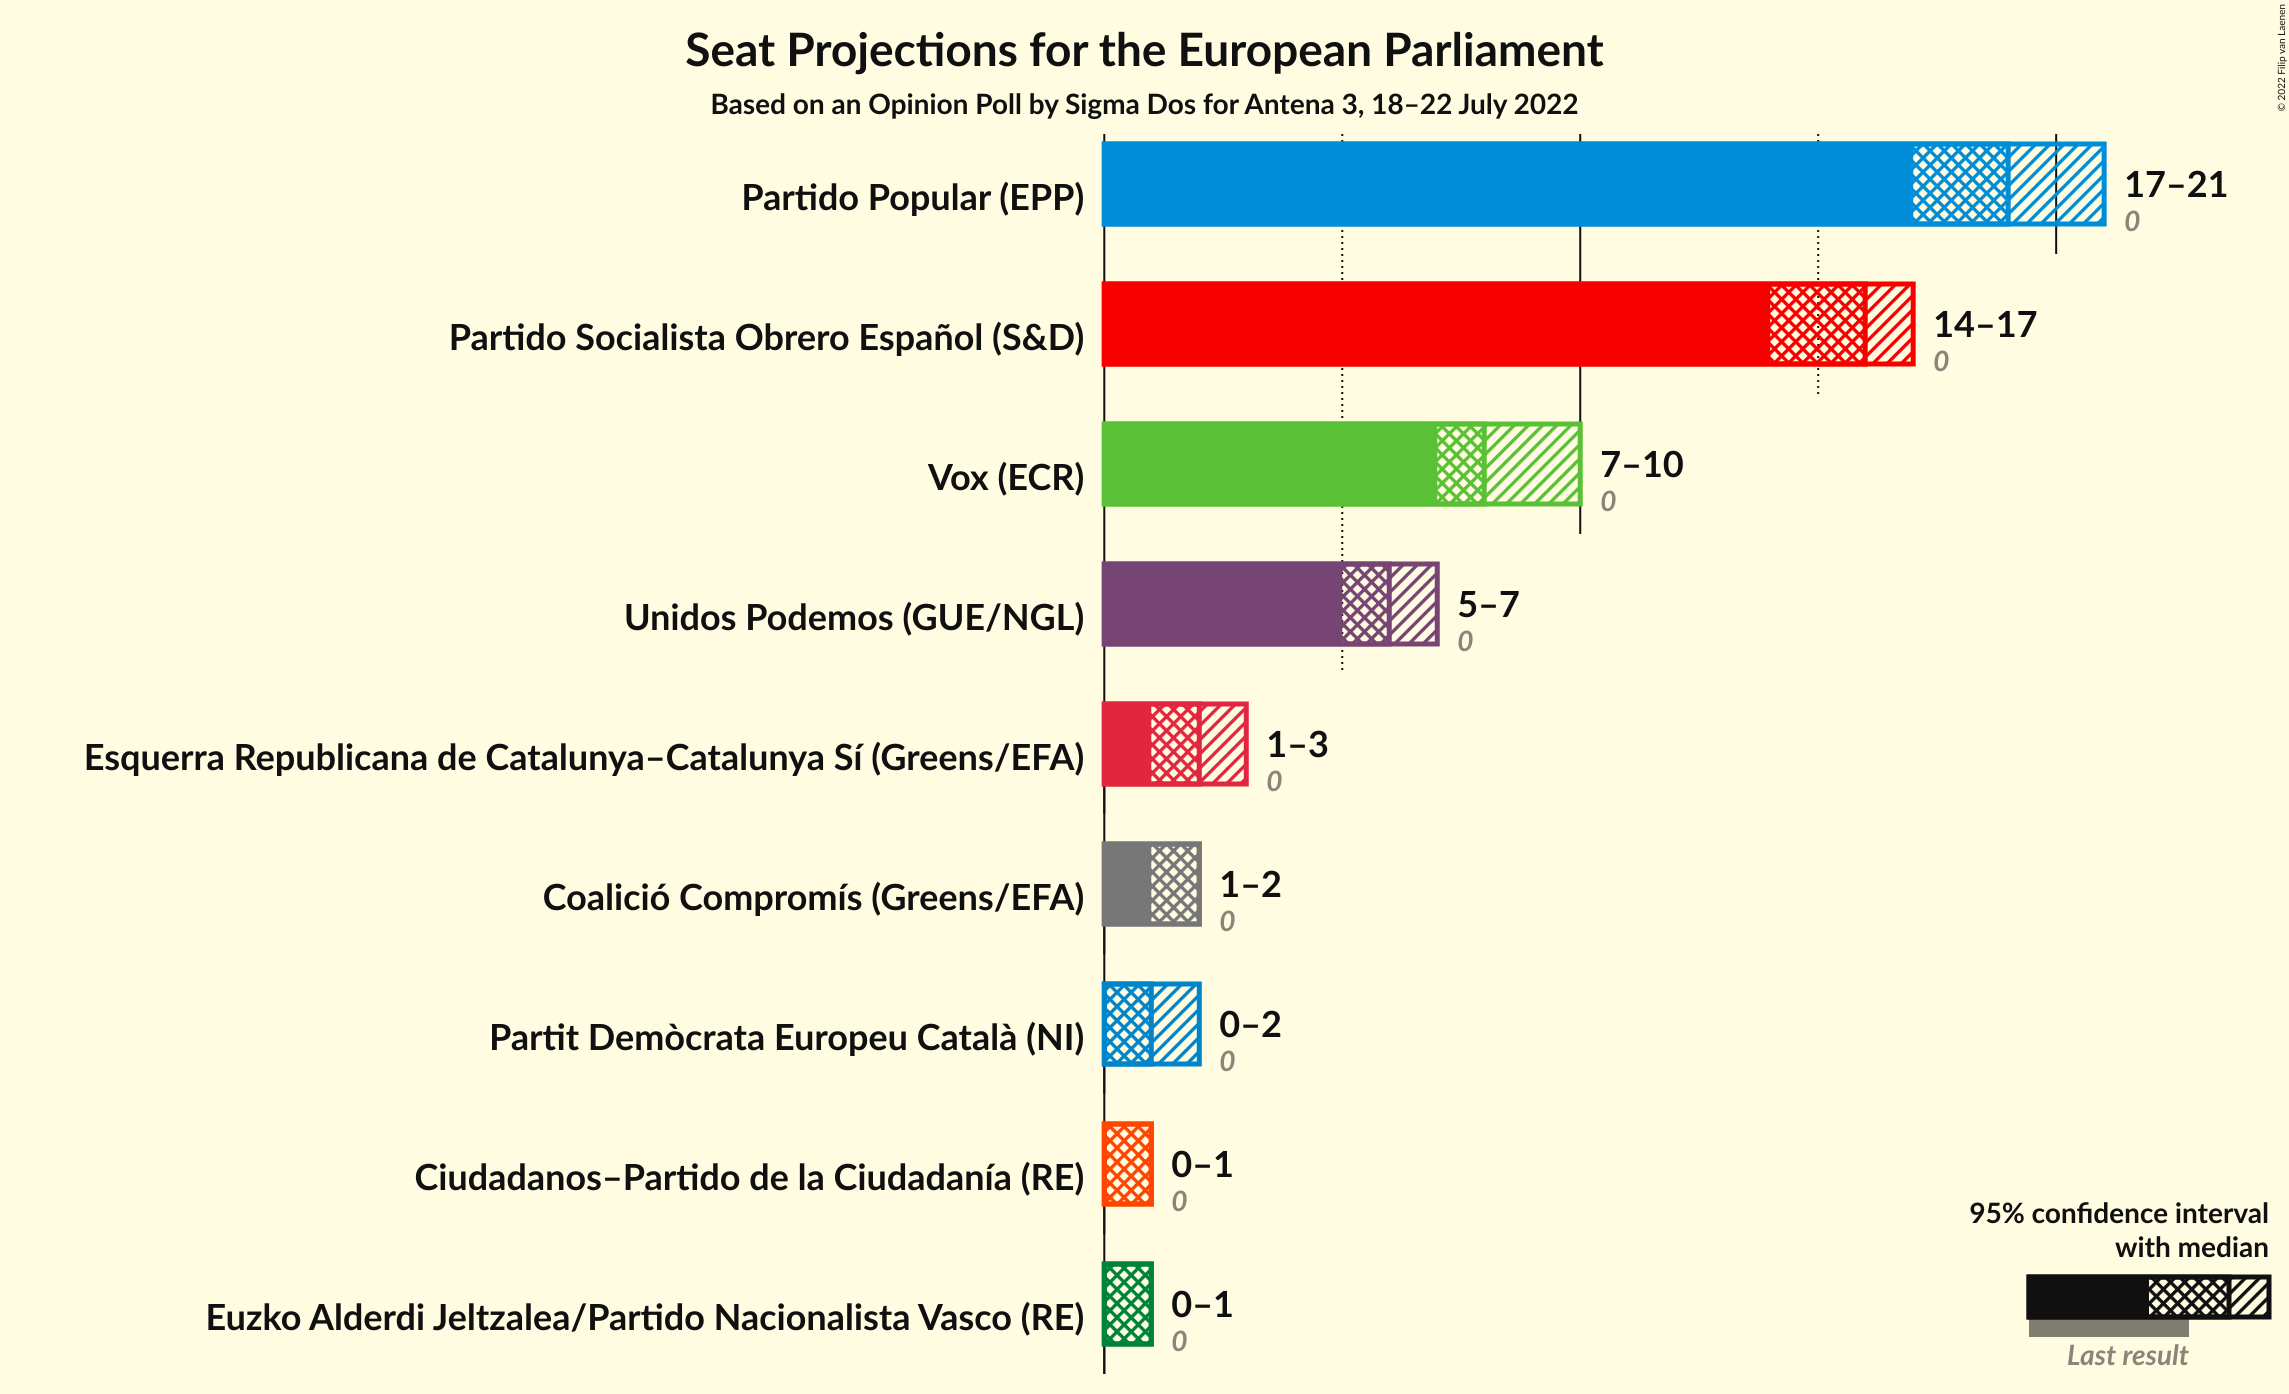 Seat Projections for the European Parliament
Based on an Opinion Poll by Sigma Dos for Antena 3, 18–22 July 2022
© 2022 Filip van Laenen
Partido Popular (EPP)
17–21
0
Partido Socialista Obrero Español (S&D)
14–17
0
Vox (ECR)
7–10
0
Unidos Podemos (GUE/NGL)
5–7
0
Esquerra Republicana de Catalunya–Catalunya Sí (Greens/EFA)
1–3
0
Coalició Compromís (Greens/EFA)
1–2
0
Partit Demòcrata Europeu Català (NI)
0–2
0
Ciudadanos–Partido de la Ciudadanía (RE)
0–1
0
Euzko Alderdi Jeltzalea/Partido Nacionalista Vasco (RE)
0–1
0
95% confidence interval
with median
Last result